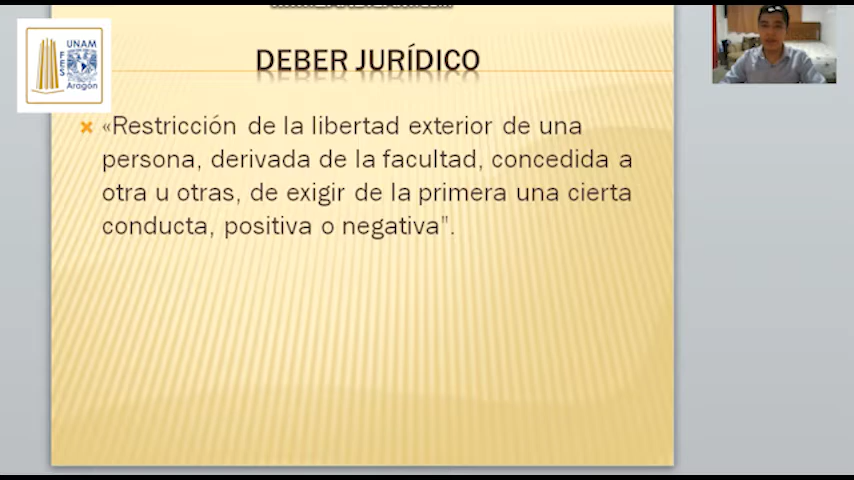 UNAM
FES
Aragón
DEBER JURÍDICO
«Restricción de la libertad exterior de una
persona, derivada de la facultad, concedida a
otra u otras, de exigir de la primera una cierta
conducta, positiva o negativa".